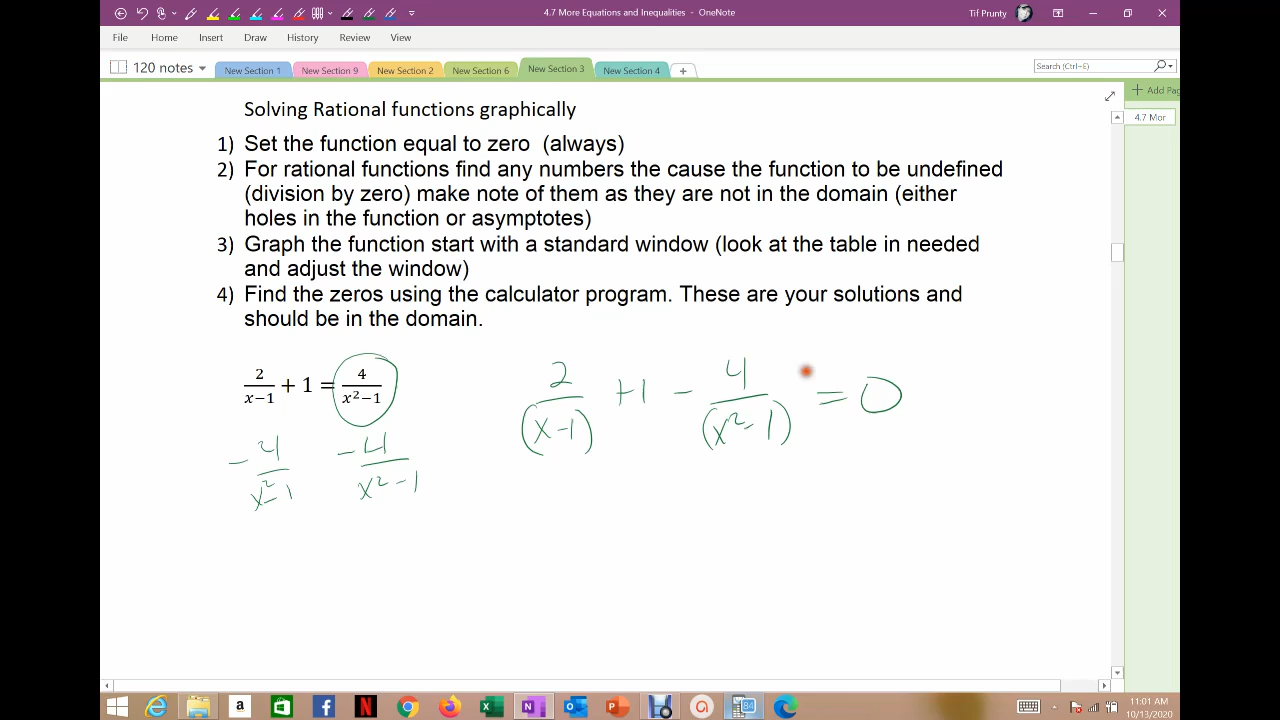 4.7 More Equations and Inequalities - OneNote
Tif Prunty
File Home Insert Draw History Review View
120 notes New Section 1 New Section 9 New Section 2 New Section 6 New Section 3 New Section 4 Search (Ctrl+E)
Add Pag
4.7 Mor
Solving Rational functions graphically
1) Set the function equal to zero (always)
2) For rational functions find any numbers the cause the function to be undefined
(division by zero) make note of them as they are not in the domain (either
holes in the function or asymptotes)
3) Graph the function start with a standard window (look at the table in needed
and adjust the window)
4) Find the zeros using the calculator program. These are your solutions and
should be in the domain.
2/(x−1) + 1 = 4/(x²−1)
- 4/(x²-1) - 4/(x²-1)
2/(x-1) +1 - 4/(x²-1) = 0
84
11:01 AM
10/13/2020